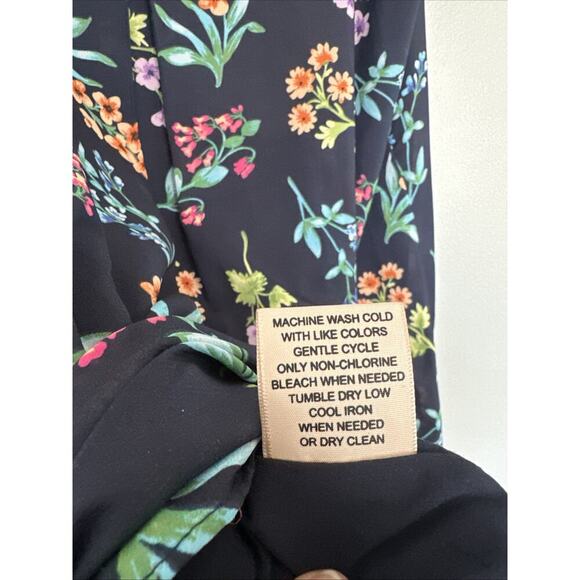 MACHINE WASH COLD
WITH LIKE COLORS
GENTLE CYCLE
ONLY NON-CHLORINE
BLEACH WHEN NEEDED
TUMBLE DRY LOW
COOL IRON
WHEN NEEDED
OR DRY CLEAN